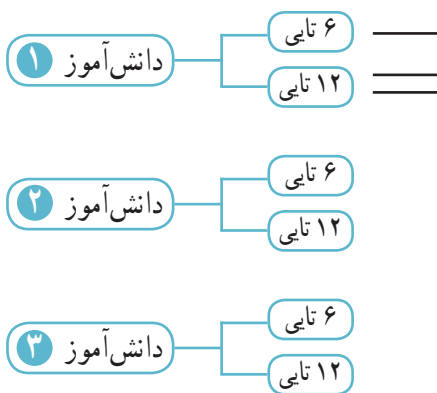 ۶ تایی
دانش‌آموز ۱
۱۲ تایی
۶ تایی
دانش‌آموز ۲
۱۲ تایی
۶ تایی
دانش‌آموز ۳
۱۲ تایی